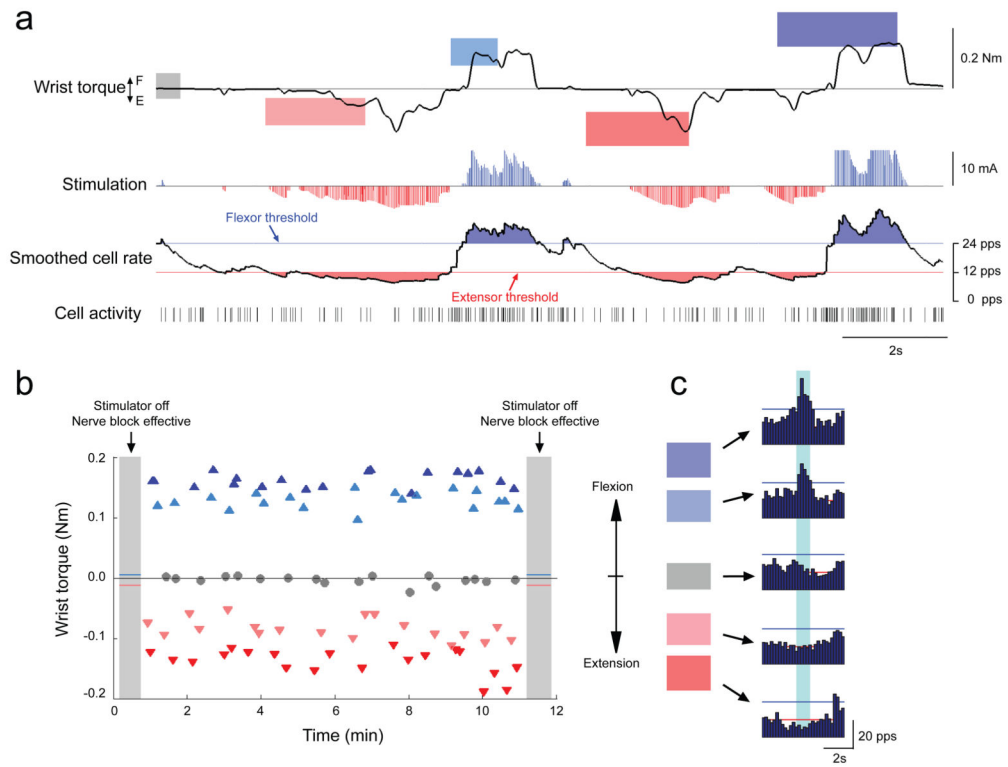 a
F
Wrist torque
E
0.2 Nm
Stimulation
10 mA
Flexor threshold
Smoothed cell rate
24 pps
12 pps
0 pps
Extensor threshold
Cell activity
2s
b
Stimulator off
Nerve block effective
Stimulator off
Nerve block effective
Wrist torque (Nm)
0.2
0.1
0.0
-0.1
-0.2
0 2 4 6 8 10 12
Time (min)
Flexion
Extension
c
20 pps
2s